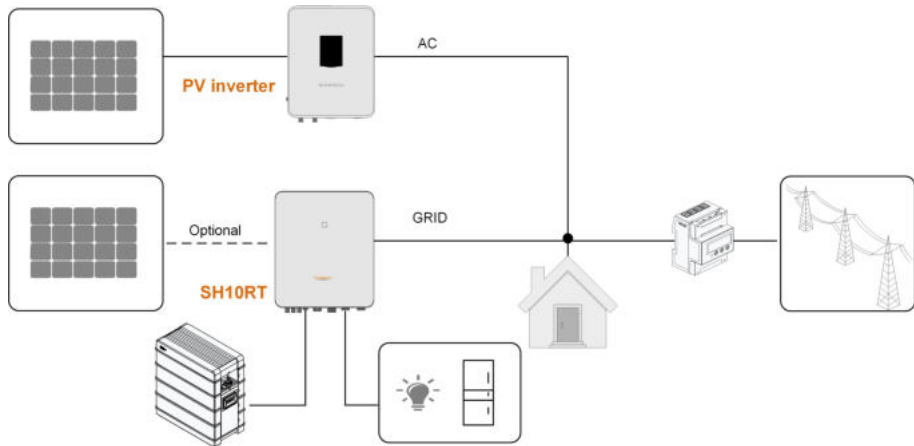 AC
PV inverter
Optional
GRID
SH10RT